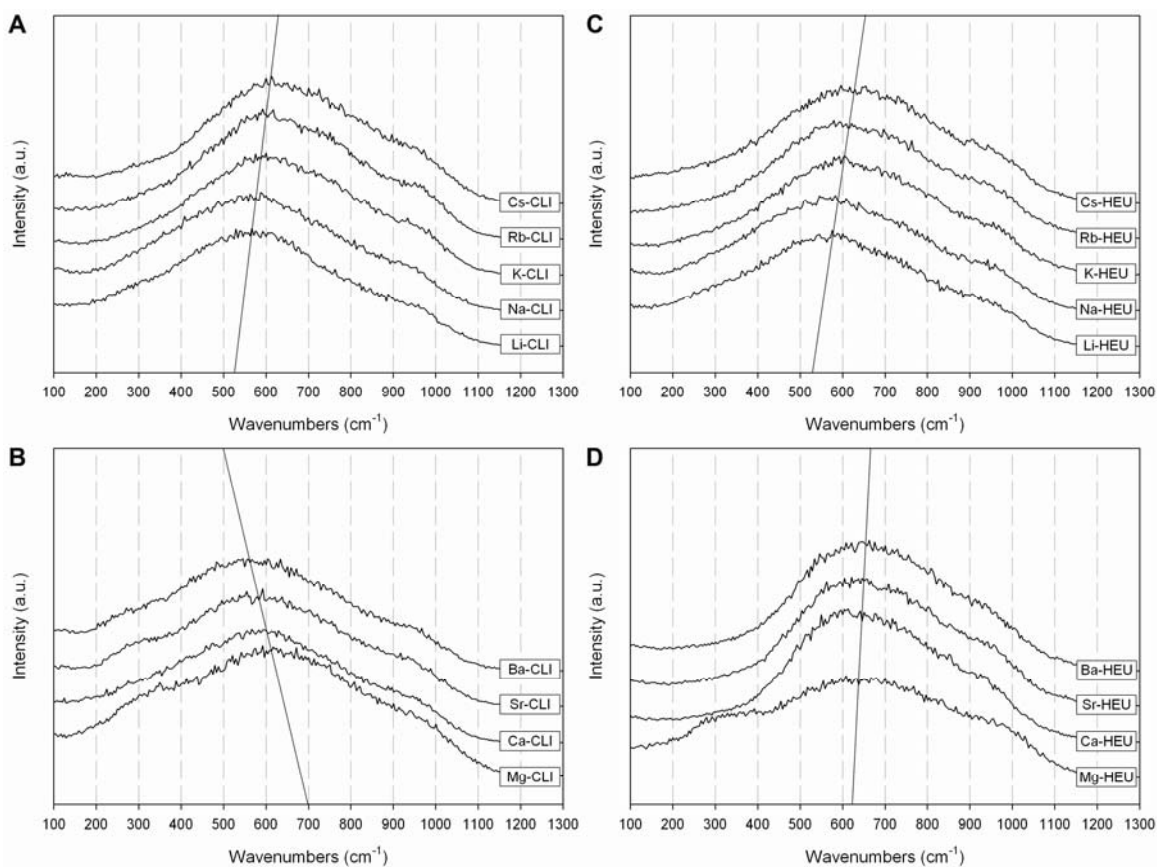 A
Intensity (a.u.)
Cs-CLI
Rb-CLI
K-CLI
Na-CLI
Li-CLI
100 200 300 400 500 600 700 800 900 1000 1100 1200 1300
Wavenumbers (cm⁻¹)
C
Intensity (a.u.)
Cs-HEU
Rb-HEU
K-HEU
Na-HEU
Li-HEU
100 200 300 400 500 600 700 800 900 1000 1100 1200 1300
Wavenumbers (cm⁻¹)
B
Intensity (a.u.)
Ba-CLI
Sr-CLI
Ca-CLI
Mg-CLI
100 200 300 400 500 600 700 800 900 1000 1100 1200 1300
Wavenumbers (cm⁻¹)
D
Intensity (a.u.)
Ba-HEU
Sr-HEU
Ca-HEU
Mg-HEU
100 200 300 400 500 600 700 800 900 1000 1100 1200 1300
Wavenumbers (cm⁻¹)